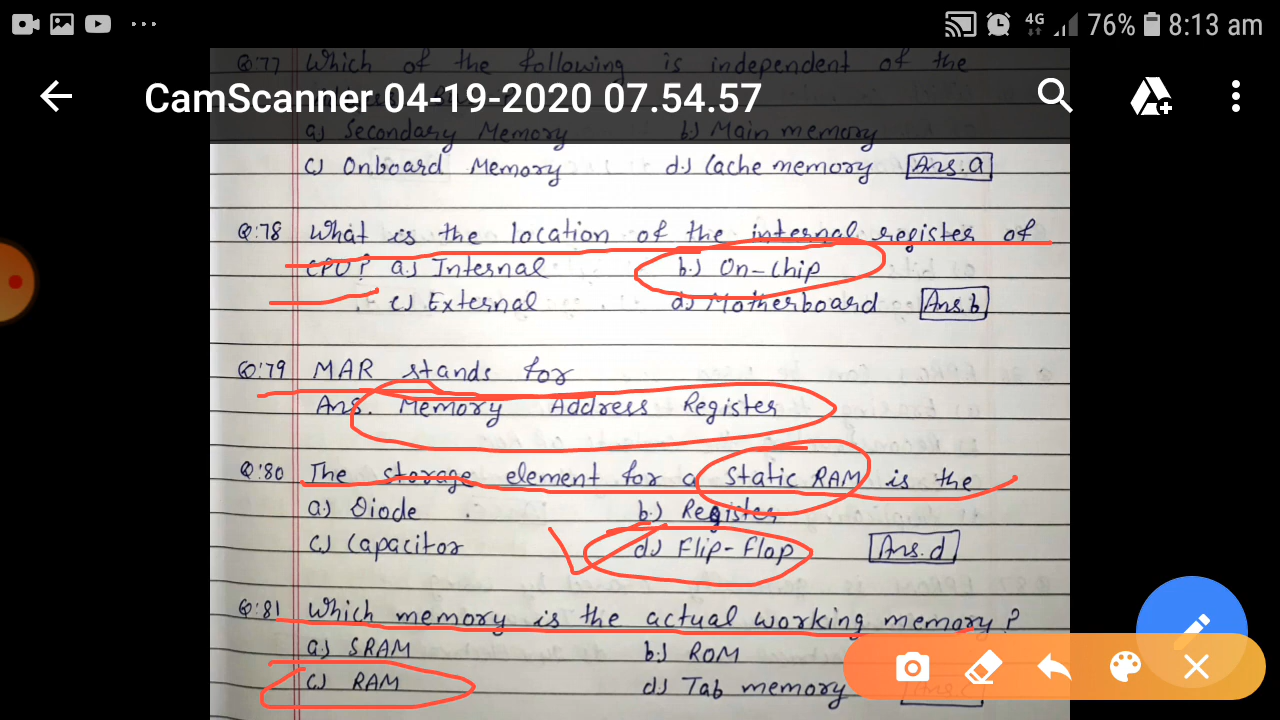 4G 76% 8:13 am
CamScanner 04-19-2020 07.54.57
Q:77 Which of the following is independent of the
a) Secondary Memory b.) Main memory
c) Onboard Memory d.) Cache memory Ans.a
Q:78 What is the location of the internal register of
CPU? a.) Internal b.) On-Chip
c) External d.) Motherboard Ans.b
Q:79 MAR stands for
Ans. Memory Address Register
Q:80 The storage element for a Static RAM is the
a.) Diode b.) Register
c.) Capacitor d.) Flip-Flop Ans.d
Q:81 Which memory is the actual working memory?
a.) SRAM b.) ROM
c.) RAM d.) Tab memory Ans.c